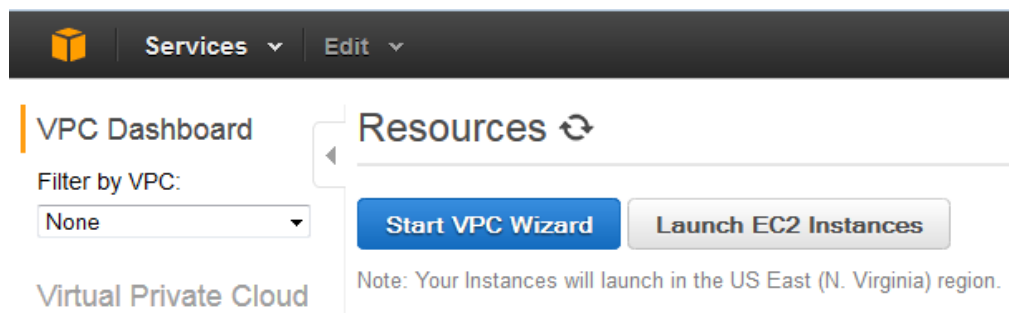 Services Edit
VPC Dashboard
Filter by VPC:
None
Virtual Private Cloud
Resources
Start VPC Wizard Launch EC2 Instances
Note: Your Instances will launch in the US East (N. Virginia) region.